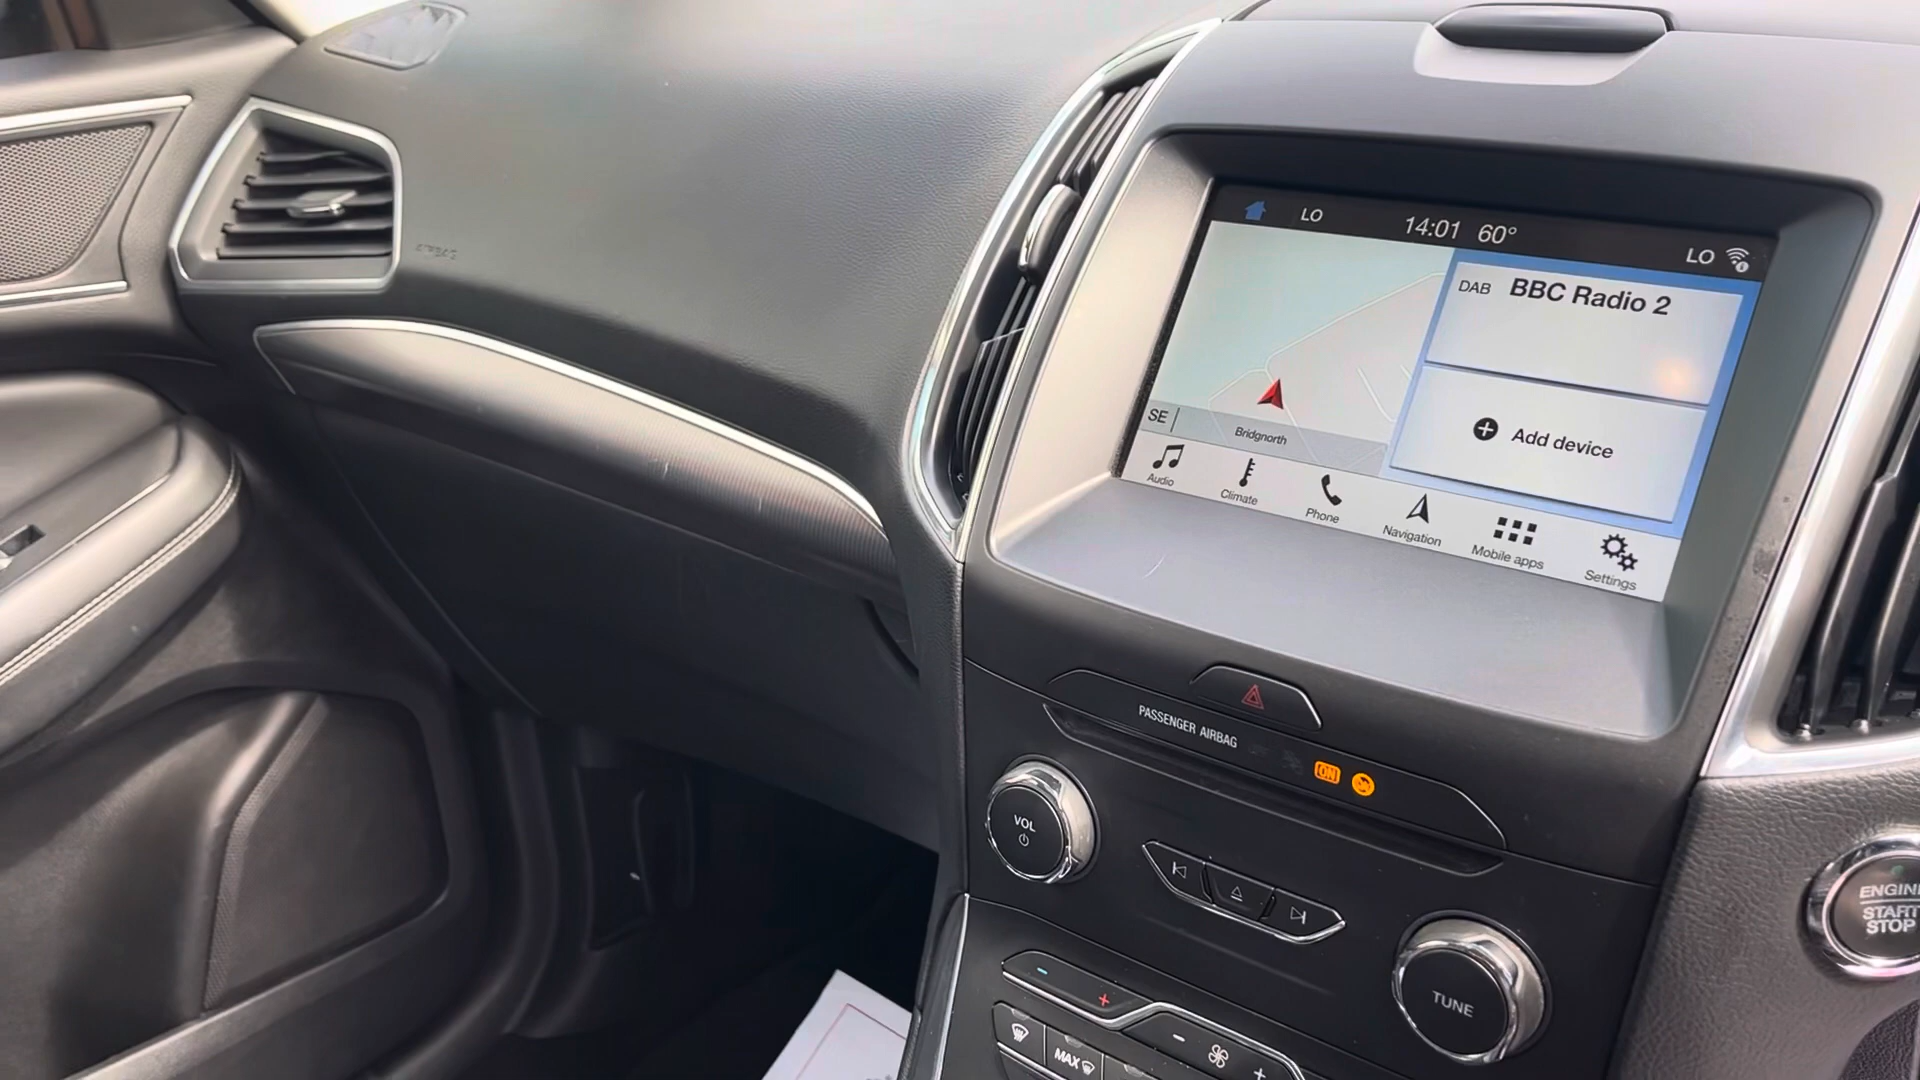 LO
14:01 60°
LO
DAB BBC Radio 2
Add device
SE
Bridgnorth
Audio
Climate
Phone
Navigation
Mobile apps
Settings
PASSENGER AIRBAG
ON
VOL
TUNE
MAX
ENGIN
START
STOP